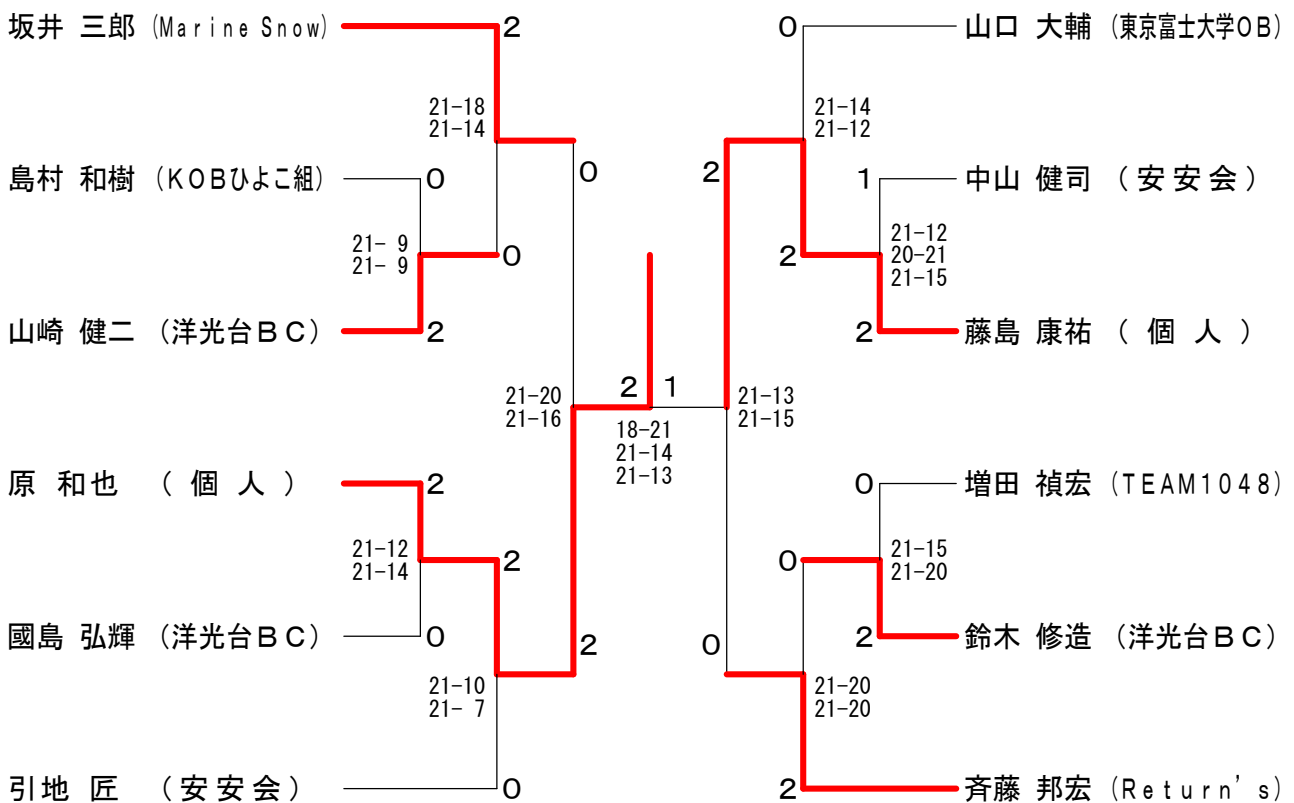 坂井 三郎 (Marine Snow) 2
21-18
21-14
島村 和樹 (KOBひよこ組) 0
0
21- 9
21- 9
0
山崎 健二 (洋光台BC) 2
21-20
21-16
原 和也 (個 人) 2
21-12
21-14
2
國島 弘輝 (洋光台BC) 0
2
21-10
21- 7
引地 匠 (安安会) 0
2 1
18-21
21-14
21-13
0 山口 大輔 (東京富士大学OB)
21-14
21-12
2
1 中山 健司 (安安会)
2
21-12
20-21
21-15
2 藤島 康祐 (個 人)
21-13
21-15
0 増田 禎宏 (TEAM1048)
0
21-15
21-20
2 鈴木 修造 (洋光台BC)
0
21-20
21-20
2 斉藤 邦宏 (Return's)